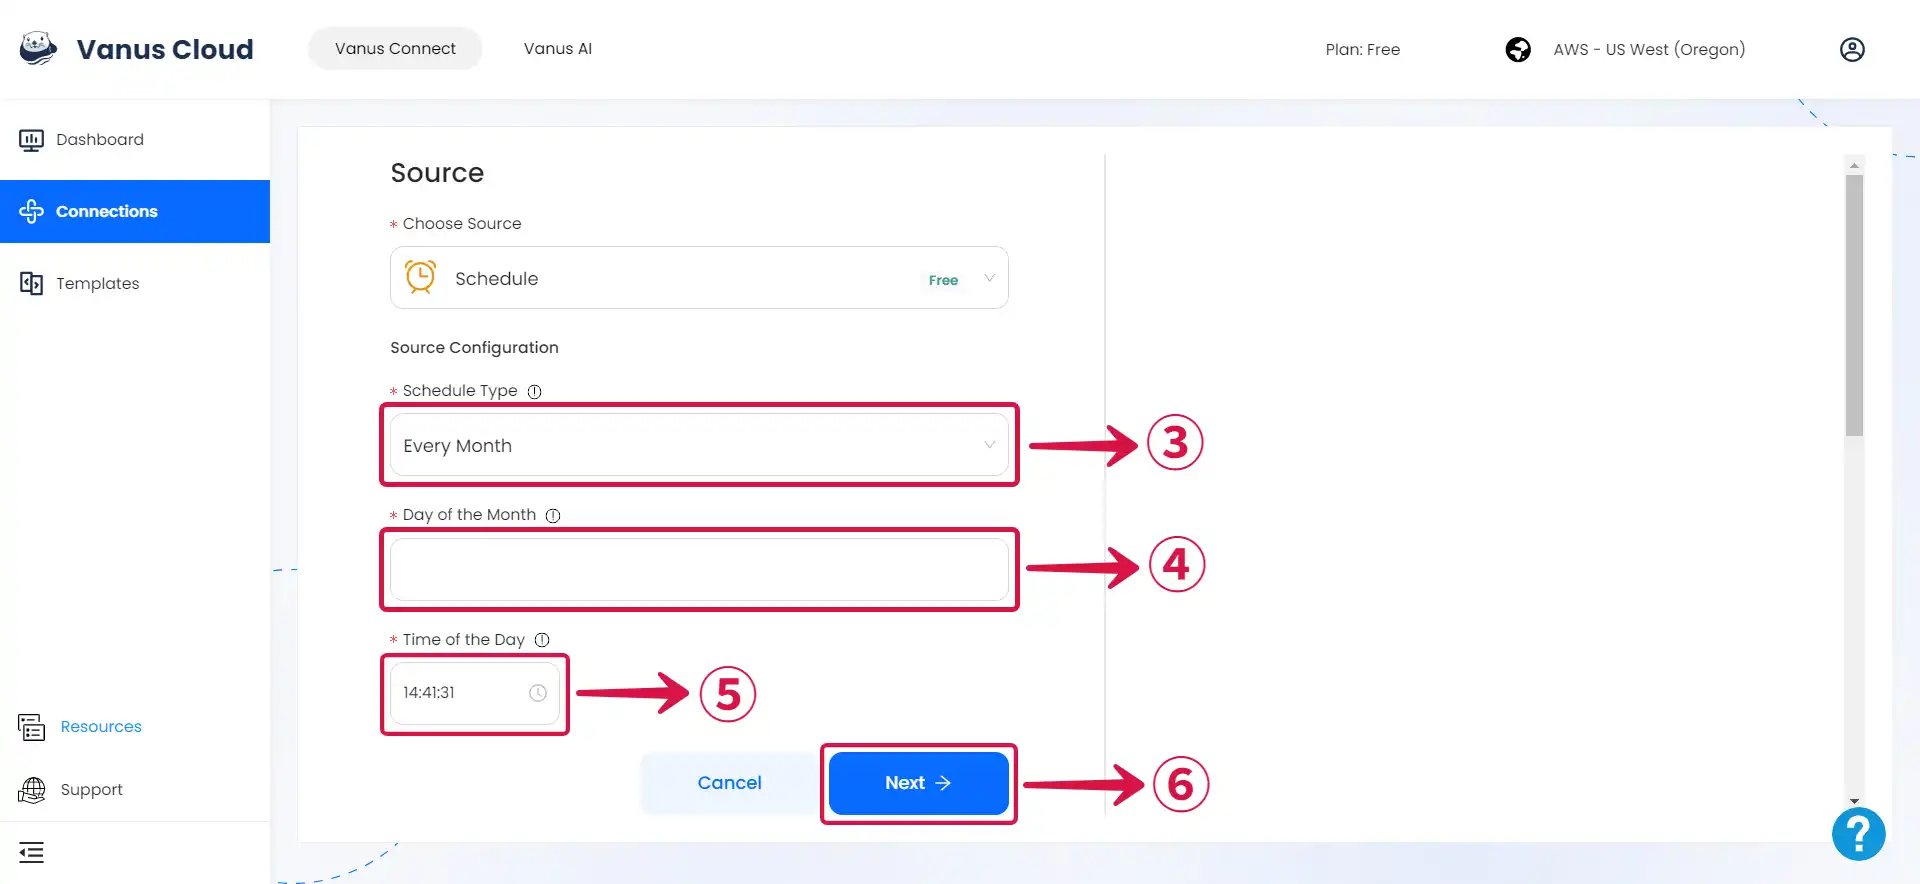 Vanus Cloud
Vanus Connect
Vanus AI
Plan: Free
AWS - US West (Oregon)
Dashboard
Connections
Templates
Resources
Support
Source
* Choose Source
Schedule
Free
Source Configuration
* Schedule Type
Every Month
③
* Day of the Month
④
* Time of the Day
14:41:31
⑤
Cancel
Next →
⑥
?